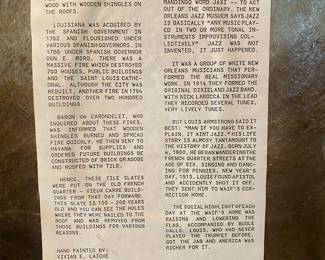 WOOD WITH WOODEN SHINGLES ON
THE ROOFS.
LOUISIANA WAS ACQUIRED BY
THE SPANISH GOVERNMENT IN
1762 AND FLOURISHED UNDER
VARIOUS SPANISH GOVERNORS. IN
1788 UNDER SPANISH GOVERNOR
DON E. MIRO, THERE WAS A
MASSIVE FIRE WHICH DESTROYED
700 HOUSES, PUBLIC BUILDINGS
AND THE SAINT LOUIS CATHE-
DRAL. ALTHOUGH THE CITY WAS
REBUILT, ANOTHER FIRE IN 1794
DESTROYED OVER TWO HUNDRED
BUILDINGS.
BARON de CARONDELET, WHO
INQUIRED ABOUT THESE FIRES,
WAS INFORMED THAT WOODEN
SHINGLES BURNED AND SPREAD
FIRE QUICKLY. HE THEN SENT TO
HAVANA FOR SUPPLIES AND
ORDERED FUTURE BUILDINGS BE
CONSTRUCTED OF BRICK OR ADOBE
AND ROOFED WITH TILE.
HENCE, THESE TILE SLATES
WERE PUT ON THE OLD FRENCH
QUARTER - VIEUX CARRE BUILD-
INGS FROM THAT DAY FORWARD.
THIS SLATE IS 100 - 200 YEARS
OLD AND YOU CAN SEE THE HOLES
WHERE THEY WERE NAILED TO THE
ROOF AND WAS REMOVED FROM
THOSE BUILDINGS FOR VARIOUS
REASONS.
HAND PAINTED BY:
VIVIAN E. LAICHE
MANDINGO WORD JASI -- TO ACT
OUT OF THE ORDINARY. THE NEW
ORLEANS JAZZ MUSUEM SAYS JAZZ
IS BASICALLY "ANY MUSIC PLAY-
ED IN TWO OR MORE TONAL IN-
STRUMENTS IMPROVISING COL-
LECTIVELY" JAZZ WAS NOT
INVENTED, IT JUST HAPPENED.
IT WAS A GROUP OF WHITE NEW
ORLEANS MUSICIANS THAT PER-
FORMED THE REAL MISSIONARY
WORK. IN 1916 THEY FORMED THE
ORIGINAL DIXIELAND JAZZ BAND,
WITH NICK LAROCCA IN THE LEAD
THEY RECORDED SEVERAL TUNES,
VERY LIVELY TUNES.
BUT LOUIS ARMSTRONG SAID IT
BEST: "MAN IF YOU HAVE TO EX-
PLAIN, IT AINT JAZZ." HIS LIFE
STORY IS ALMOST TANTAMOUNT TO
THE HISTORY OF JAZZ. BORN JULY
4, 1900, HE BEGAN WANDERING THE
FRENCH QUARTER STREETS AT THE
AGE OF SIX, SINGING AND DANC-
ING FOR PENNIES. NEW YEAR'S
DAY, 1913, LOUIS FOUND A PISTOL
AND ACCIDENTLY SHOT IT OFF,
THEY SENT HIM TO WAIF'S COR-
RECTION HOME.
THE SOCIAL HIGHLIGHT OF EACH
DAY AT THE WAIF'S HOME WAS
RAISING AND LOWERING THE
FLAG, ACCOMPANIED BY BUGLE
CALLS. LOUIS, WHO HAD NEVER
PLAYED THE TRUMPET BEFORE,
GOT THE JOB AND AMERICA WAS
RICHER FOR IT.